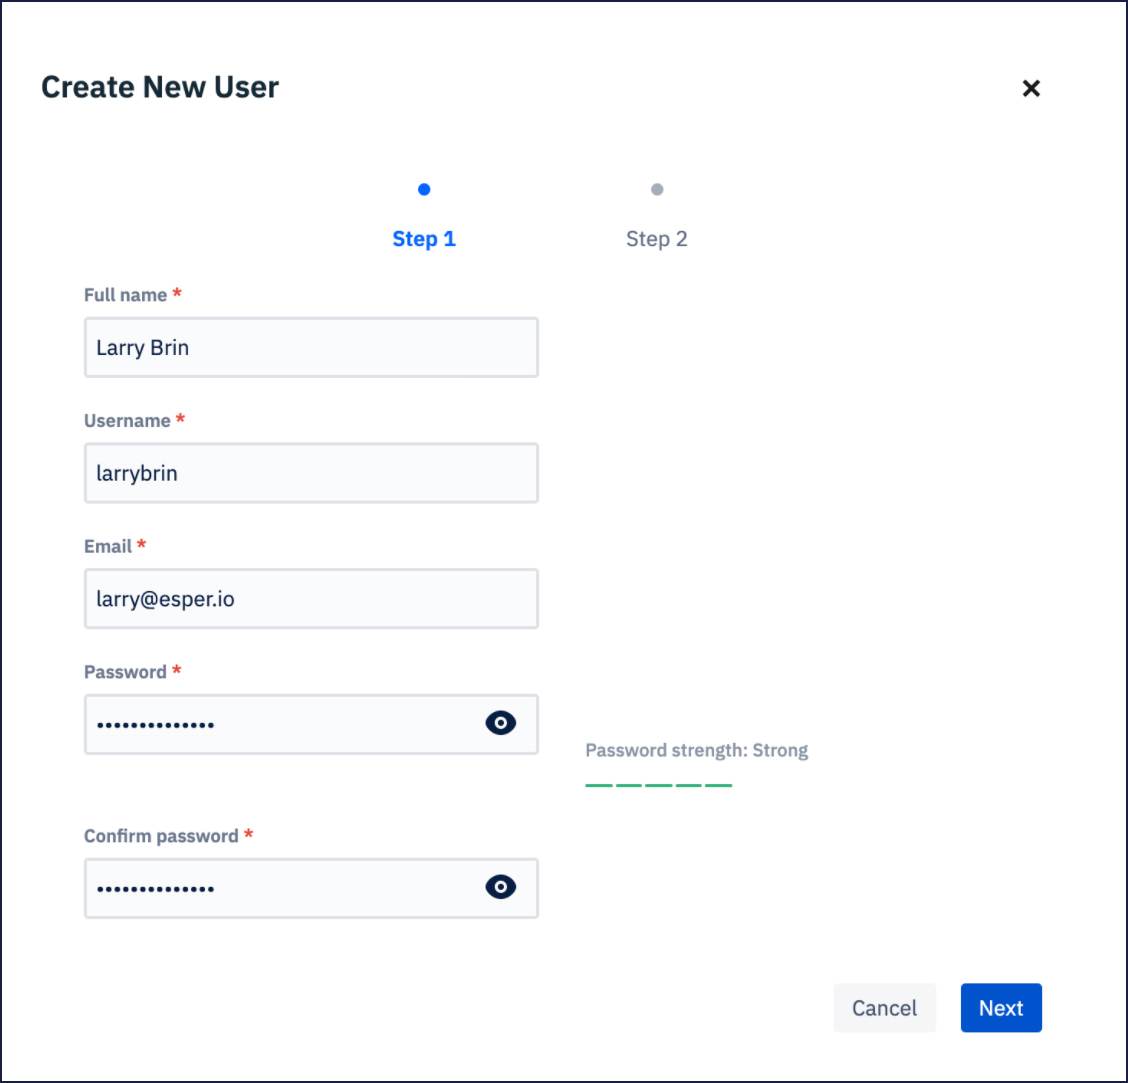 Create New User
Step 1
Step 2
Full name *
Larry Brin
Username *
larrybrin
Email *
larry@esper.io
Password *
••••••••••••••
Password strength: Strong
Confirm password *
••••••••••••••
Cancel
Next